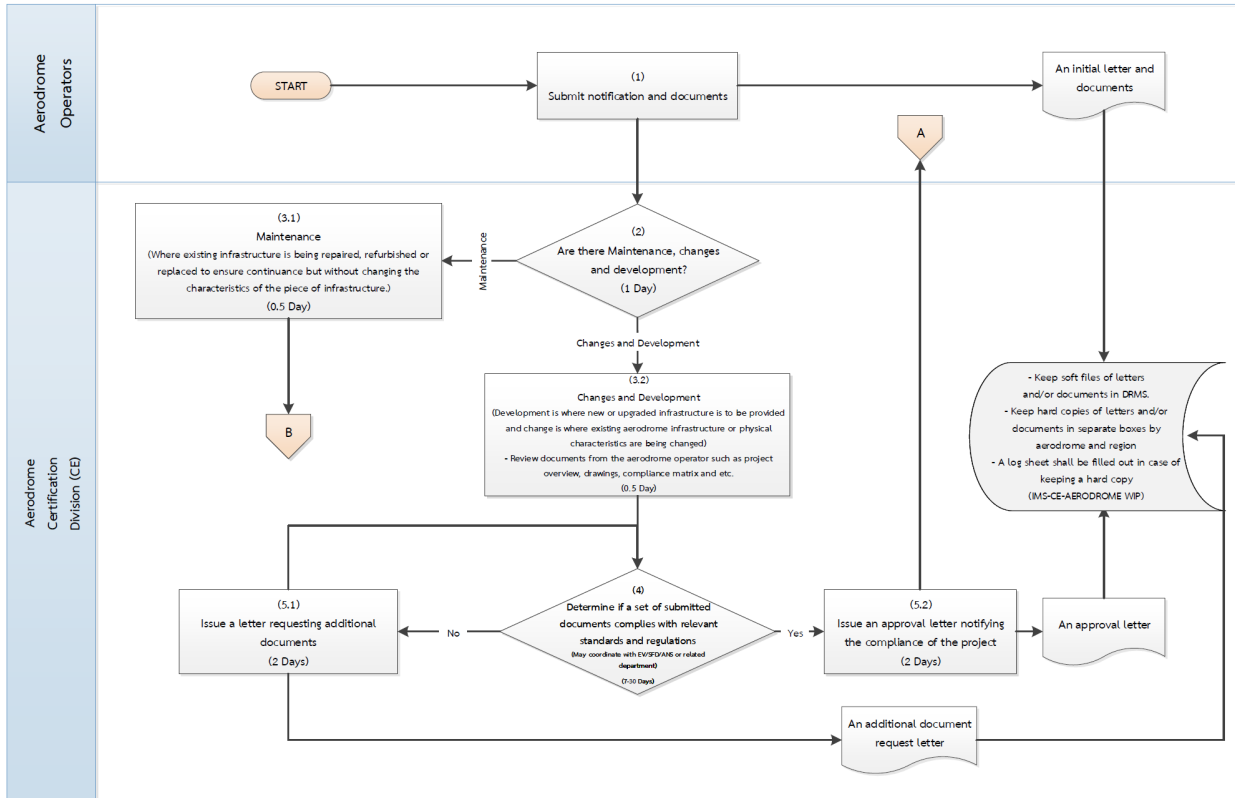 Aerodrome
Operators
START
(1)
Submit notification and documents
An initial letter and
documents
A
(3.1)
Maintenance
(Where existing infrastructure is being repaired, refurbished or
replaced to ensure continuance but without changing the
characteristics of the piece of infrastructure.)
(0.5 Day)
Maintenance
(2)
Are there Maintenance, changes
and development?
(1 Day)
Changes and Development
B
(3.2)
Changes and Development
(Development is where new or upgraded infrastructure is to be provided
and change is where existing aerodrome infrastructure or physical
characteristics are being changed)
- Review documents from the aerodrome operator such as project
overview, drawings, compliance matrix and etc.
(0.5 Day)
- Keep soft files of letters
and/or documents in DRMS.
- Keep hard copies of letters and/or
documents in separate boxes by
aerodrome and region
- A log sheet shall be filled out in case of
keeping a hard copy
(IMS-CE-AERODROME WIP)
Aerodrome
Certification
Division (CE)
(5.1)
Issue a letter requesting additional
documents
(2 Days)
No
(4)
Determine if a set of submitted
documents complies with relevant
standards and regulations
(May coordinate with EV/SFD/ANS or related
department)
(7-30 Days)
Yes
(5.2)
Issue an approval letter notifying
the compliance of the project
(2 Days)
An approval letter
An additional document
request letter